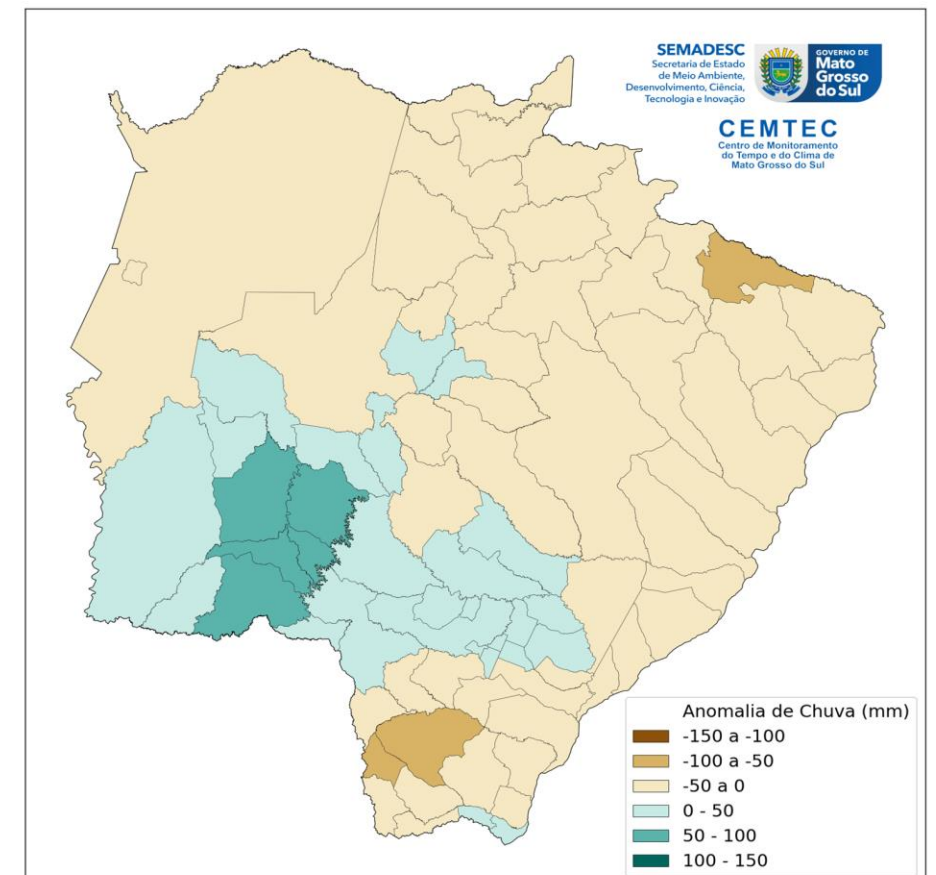 SEMADESC
Secretaria de Estado
de Meio Ambiente,
Desenvolvimento, Ciência,
Tecnologia e Inovação
GOVERNO DE
Mato
Grosso
do Sul
CEMTEC
Centro de Monitoramento
do Tempo e do Clima de
Mato Grosso do Sul
Anomalia de Chuva (mm)
-150 a -100
-100 a -50
-50 a 0
0 - 50
50 - 100
100 - 150